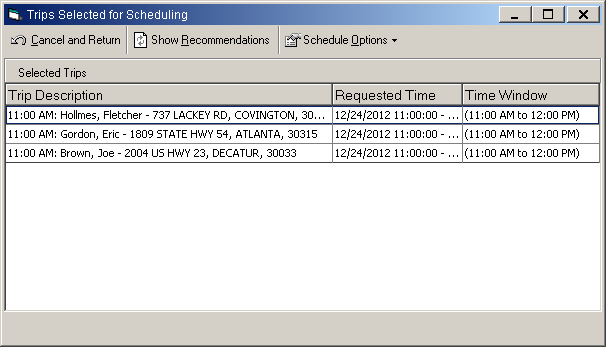 Trips Selected for Scheduling
Cancel and Return Show Recommendations Schedule Options
Selected Trips
Trip Description Requested Time Time Window
11:00 AM: Hollmes, Fletcher - 737 LACKEY RD, COVINGTON, 30... 12/24/2012 11:00:00 - ... (11:00 AM to 12:00 PM)
11:00 AM: Gordon, Eric - 1809 STATE HWY 54, ATLANTA, 30315 12/24/2012 11:00:00 - ... (11:00 AM to 12:00 PM)
11:00 AM: Brown, Joe - 2004 US HWY 23, DECATUR, 30033 12/24/2012 11:00:00 - ... (11:00 AM to 12:00 PM)